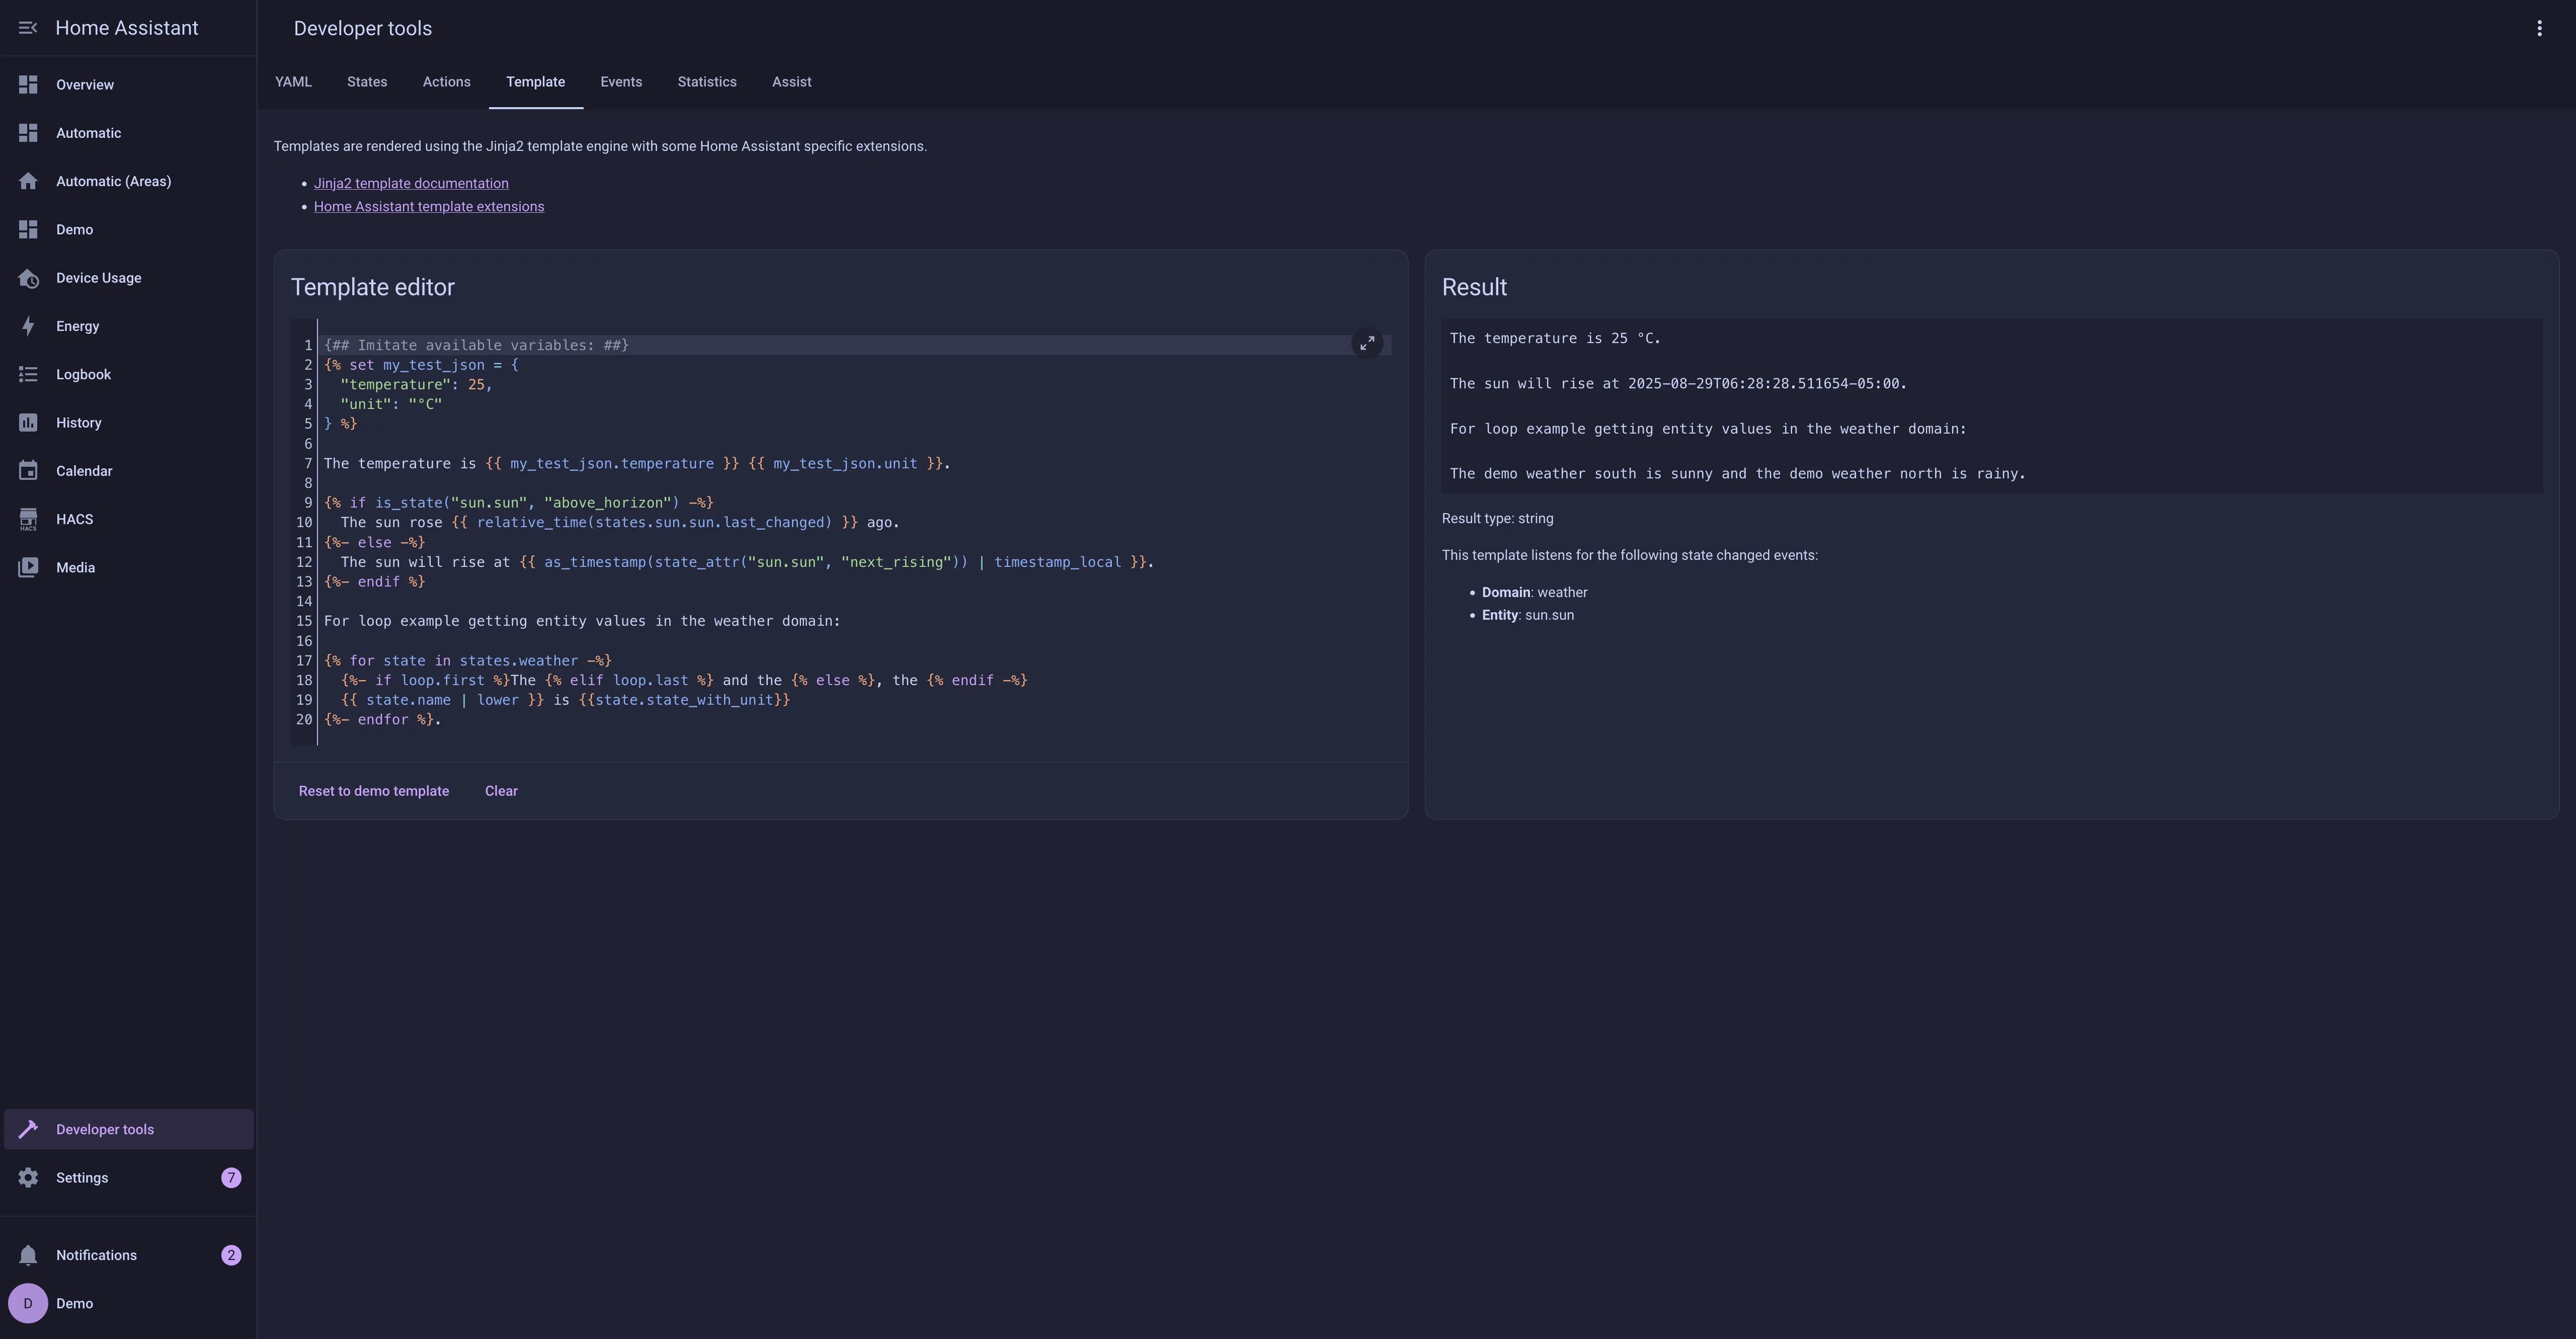 Home Assistant
Overview
Automatic
Automatic (Areas)
Demo
Device Usage
Energy
Logbook
History
Calendar
HACS
HACS
Media
Developer tools
Settings 7
Notifications 2
D Demo
Developer tools
YAML States Actions Template Events Statistics Assist
Templates are rendered using the Jinja2 template engine with some Home Assistant specific extensions.
• Jinja2 template documentation
• Home Assistant template extensions
Template editor
1 {## Imitate available variables: ##}
2 {% set my_test_json = {
3   "temperature": 25,
4   "unit": "°C"
5 } %}
6
7 The temperature is {{ my_test_json.temperature }} {{ my_test_json.unit }}.
8
9 {% if is_state("sun.sun", "above_horizon") -%}
10   The sun rose {{ relative_time(states.sun.sun.last_changed) }} ago.
11 {%- else -%}
12   The sun will rise at {{ as_timestamp(state_attr("sun.sun", "next_rising")) | timestamp_local }}.
13 {%- endif %}
14
15 For loop example getting entity values in the weather domain:
16
17 {% for state in states.weather -%}
18   {%- if loop.first %}The {% elif loop.last %} and the {% else %}, the {% endif -%}
19   {{ state.name | lower }} is {{state.state_with_unit}}
20 {%- endfor %}.
Reset to demo template Clear
Result
The temperature is 25 °C.
The sun will rise at 2025-08-29T06:28:28.511654-05:00.
For loop example getting entity values in the weather domain:
The demo weather south is sunny and the demo weather north is rainy.
Result type: string
This template listens for the following state changed events:
• Domain: weather
• Entity: sun.sun